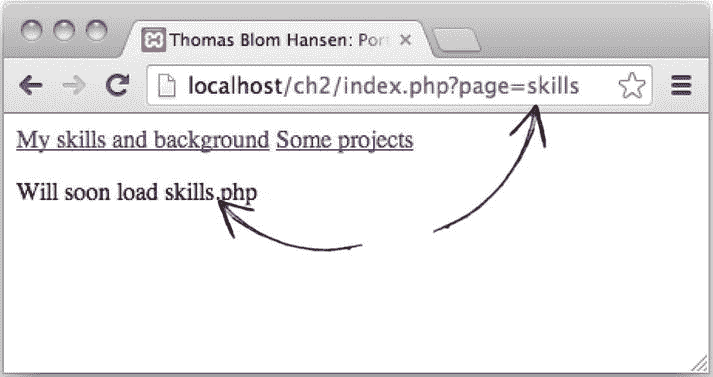 Thomas Blom Hansen: Por
localhost/ch2/index.php?page=skills
My skills and background Some projects
Will soon load skills.php